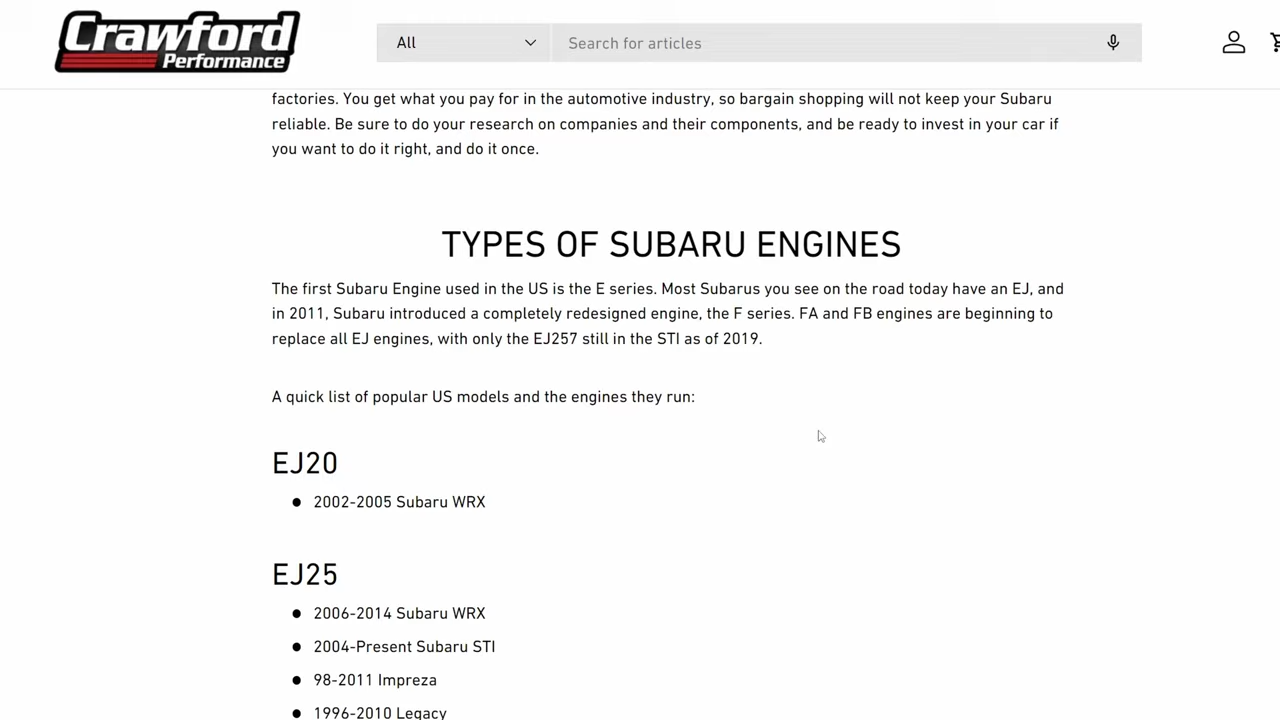 Crawford
Performance
All
Search for articles
factories. You get what you pay for in the automotive industry, so bargain shopping will not keep your Subaru
reliable. Be sure to do your research on companies and their components, and be ready to invest in your car if
you want to do it right, and do it once.
TYPES OF SUBARU ENGINES
The first Subaru Engine used in the US is the E series. Most Subarus you see on the road today have an EJ, and
in 2011, Subaru introduced a completely redesigned engine, the F series. FA and FB engines are beginning to
replace all EJ engines, with only the EJ257 still in the STI as of 2019.
A quick list of popular US models and the engines they run:
EJ20
● 2002-2005 Subaru WRX
EJ25
● 2006-2014 Subaru WRX
● 2004-Present Subaru STI
● 98-2011 Impreza
● 1996-2010 Legacy